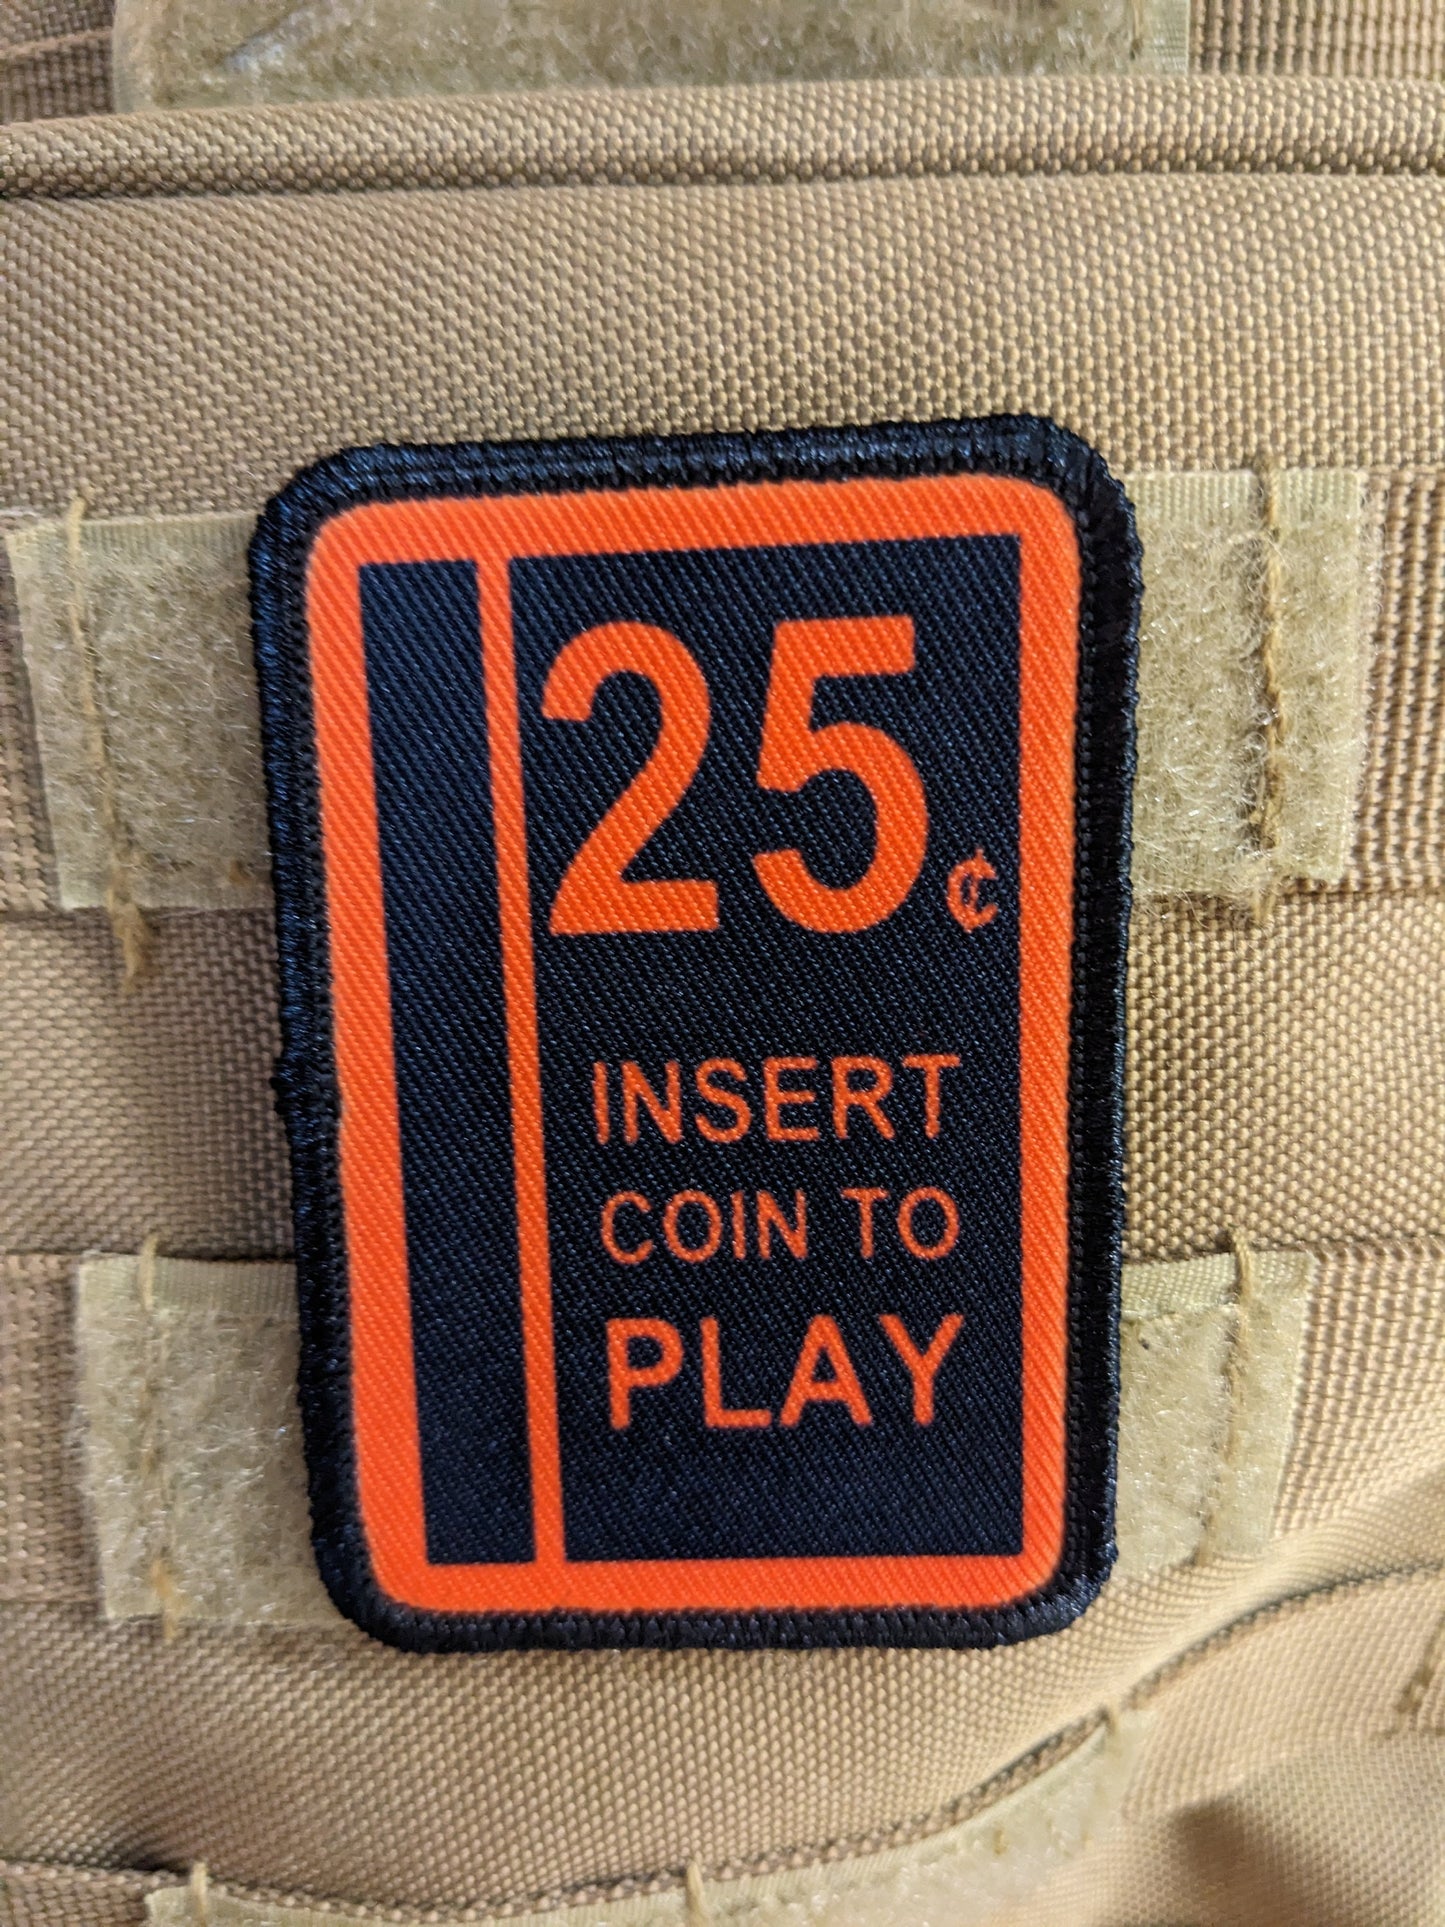 25¢
INSERT
COIN TO
PLAY